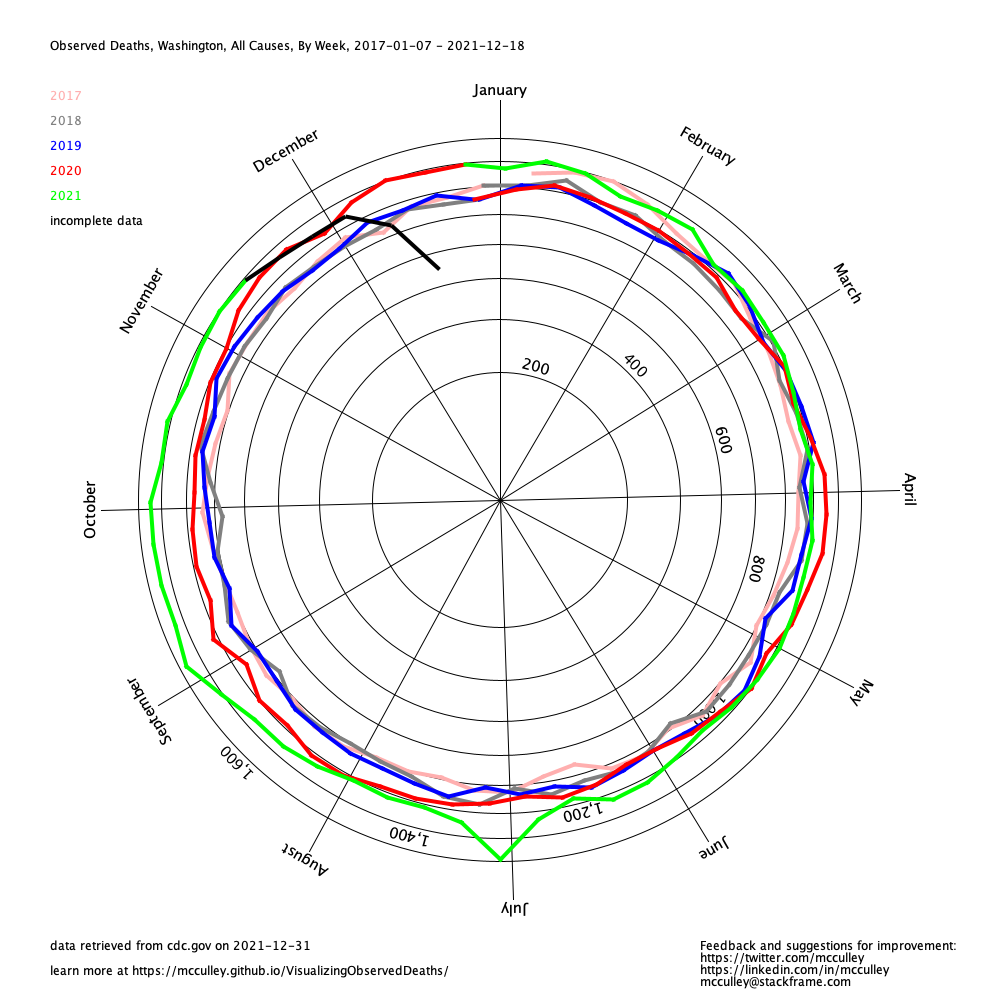 Observed Deaths, Washington, All Causes, By Week, 2017-01-07 - 2021-12-18
January
2017
2018
2019
2020
2021
incomplete data
December
February
November
March
200
400
600
October
April
800
September
May
1,600
1,400
1,200
August
June
July
data retrieved from cdc.gov on 2021-12-31
learn more at https://mcculley.github.io/VisualizingObservedDeaths/
Feedback and suggestions for improvement:
https://twitter.com/mcculley
https://linkedin.com/in/mcculley
mcculley@stackframe.com